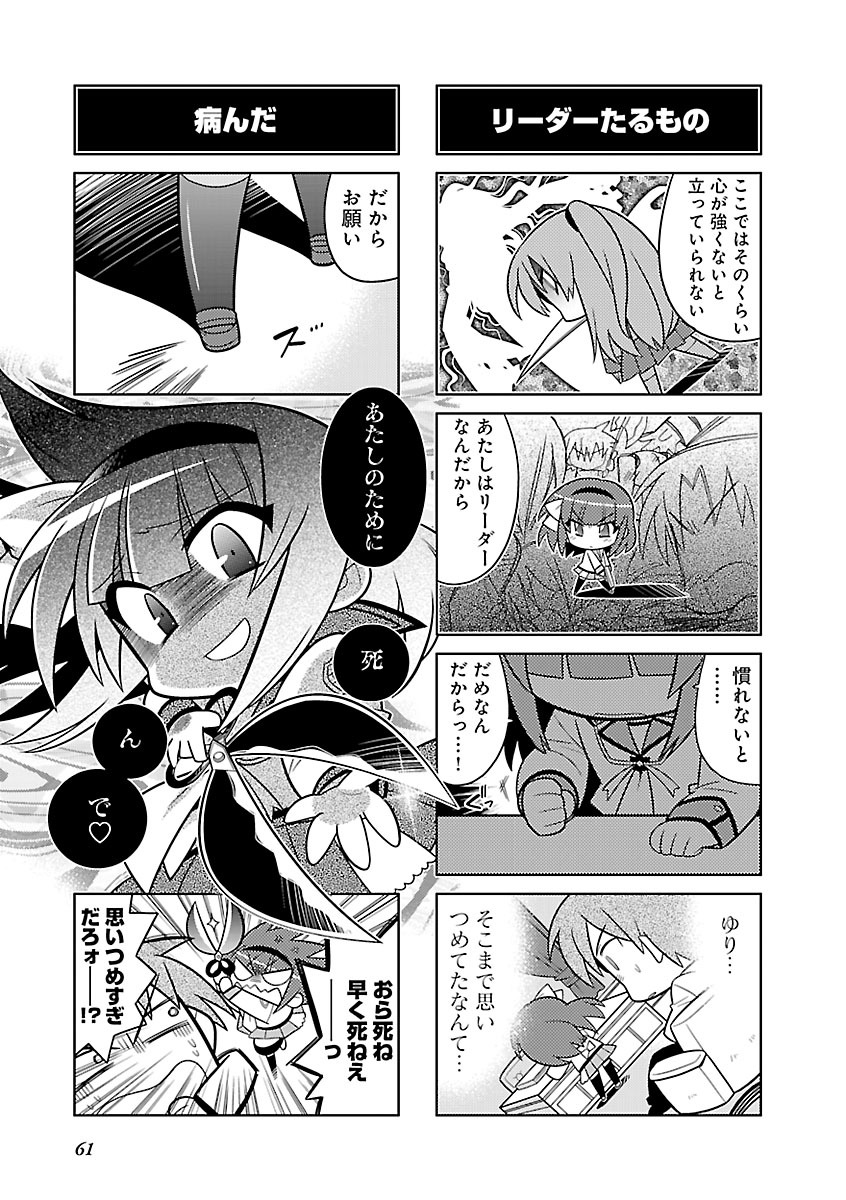 リーダーたるもの
ここではそのくらい
心が強くないと
立っていられない
あたしはリーダー
なんだから
慣れないと
……
だめなん
だからっ…!
ぐっ
ゆり…
そこまで思い
つめてたなんて…
病んだ
だから
お願い
ズ…
あたしのために
死
ん
で♡
おら死ね
早く死ねえ
——っ
思いつめすぎ
だろォ——!?
61